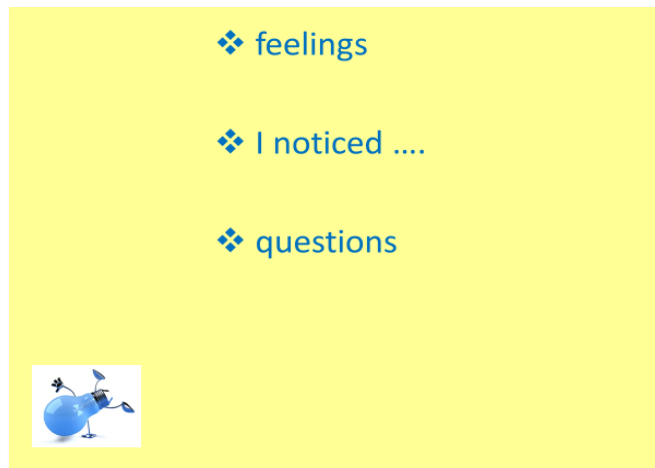 ❖ feelings
❖ I noticed ....
❖ questions